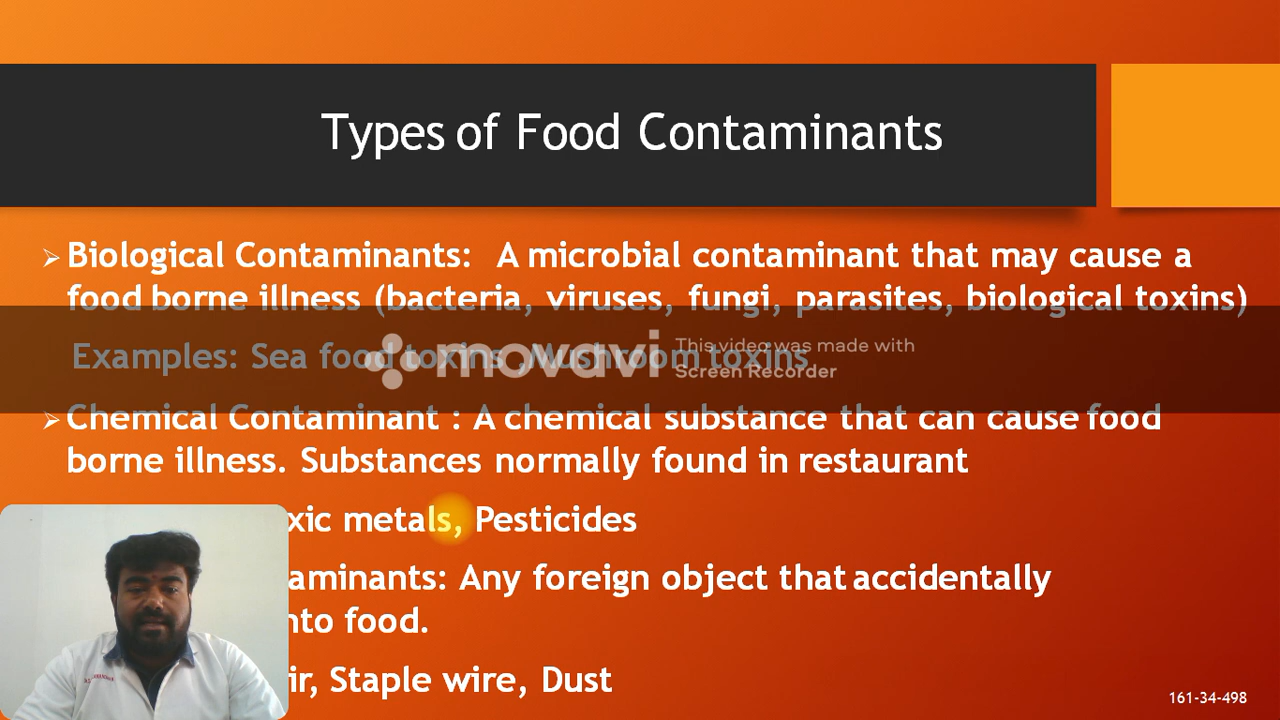 Types of Food Contaminants
Biological Contaminants: A microbial contaminant that may cause a
food borne illness (bacteria, viruses, fungi, parasites, biological toxins)
Examples: Sea food toxins ,Mushroom toxins
movavi
This video was made with
Screen Recorder
Chemical Contaminant : A chemical substance that can cause food
borne illness. Substances normally found in restaurant
xic metals, Pesticides
aminants: Any foreign object that accidentally
nto food.
ir, Staple wire, Dust
161-34-498